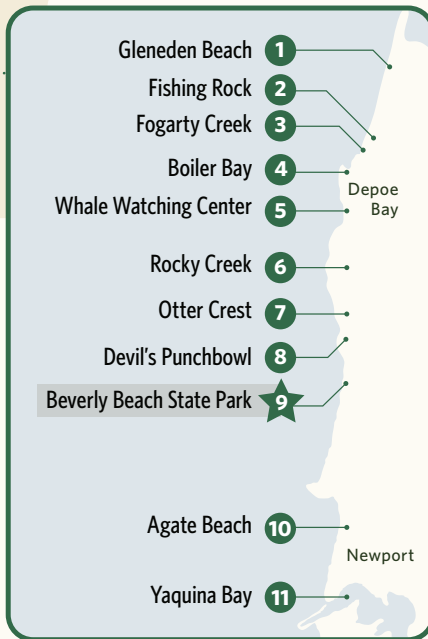 Gleneden Beach 1
Fishing Rock 2
Fogarty Creek 3
Boiler Bay 4
Depoe
Bay
Whale Watching Center 5
Rocky Creek 6
Otter Crest 7
Devil's Punchbowl 8
Beverly Beach State Park 9
Agate Beach 10
Newport
Yaquina Bay 11